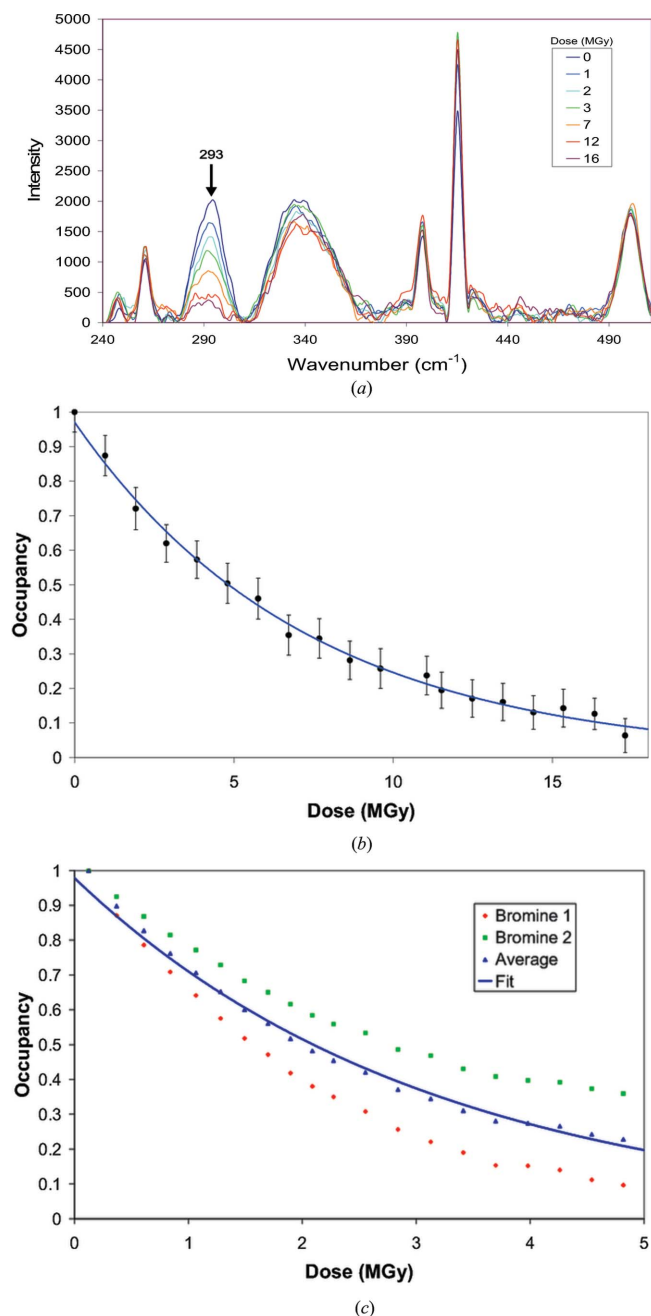 5000
4500
4000
3500
3000
2500
2000
1500
1000
500
0
Intensity
293
Dose (MGy)
0
1
2
3
7
12
16
240 290 340 390 440 490
Wavenumber (cm⁻¹)
(a)
1
0.9
0.8
0.7
0.6
0.5
0.4
0.3
0.2
0.1
0
Occupancy
0 5 10 15
Dose (MGy)
(b)
1
0.9
0.8
0.7
0.6
0.5
0.4
0.3
0.2
0.1
0
Occupancy
Bromine 1
Bromine 2
Average
Fit
0 1 2 3 4 5
Dose (MGy)
(c)